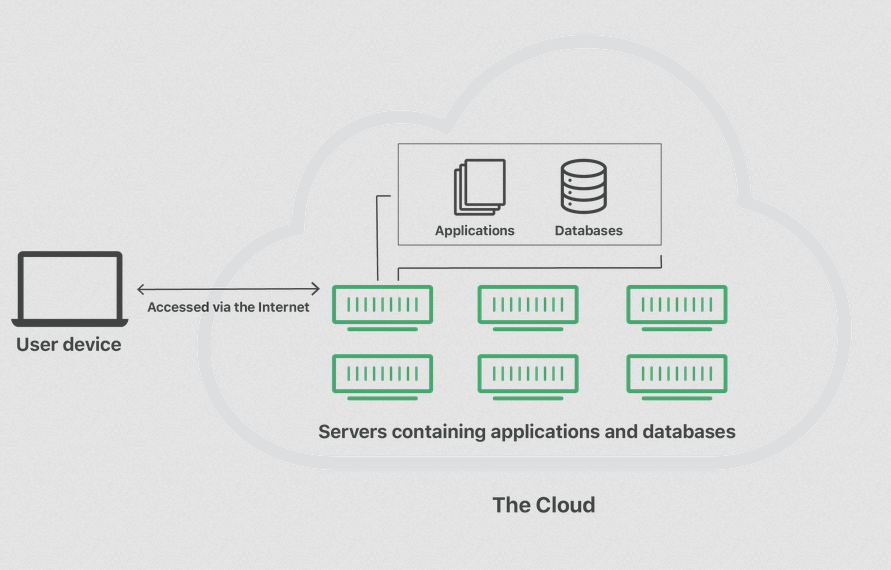 Applications
Databases
Accessed via the Internet
User device
Servers containing applications and databases
The Cloud